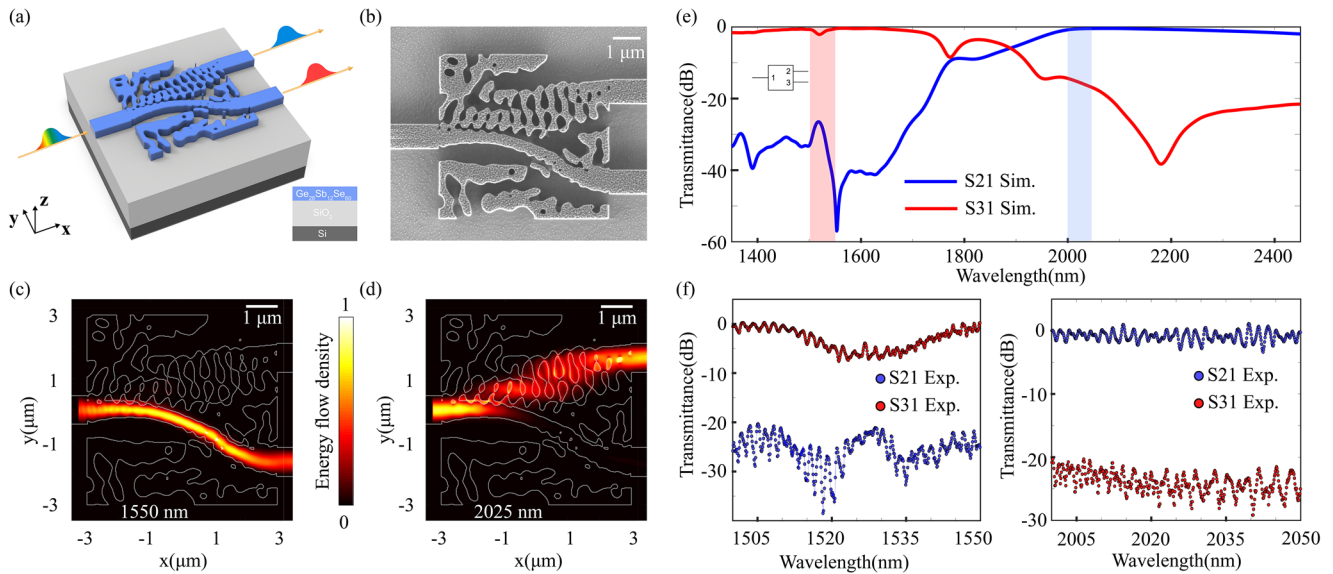 (a)
z
y
x
Ge28Sb12Se60
SiO2
Si
(b)
1 μm
(c)
3
1
-1
-3
y(μm)
-3
-1
1
3
x(μm)
1 μm
1550 nm
1
0
Energy flow density
(d)
3
1
-1
-3
y(μm)
-3
-1
1
3
x(μm)
1 μm
2025 nm
(e)
0
-20
-40
-60
Transmittance(dB)
1
2
3
S21 Sim.
S31 Sim.
1400
1600
1800
2000
2200
2400
Wavelength(nm)
(f)
0
-10
-20
-30
Transmittance(dB)
S21 Exp.
S31 Exp.
1505
1520
1535
1550
Wavelength(nm)
0
-10
-20
-30
Transmittance(dB)
S21 Exp.
S31 Exp.
2005
2020
2035
2050
Wavelength(nm)